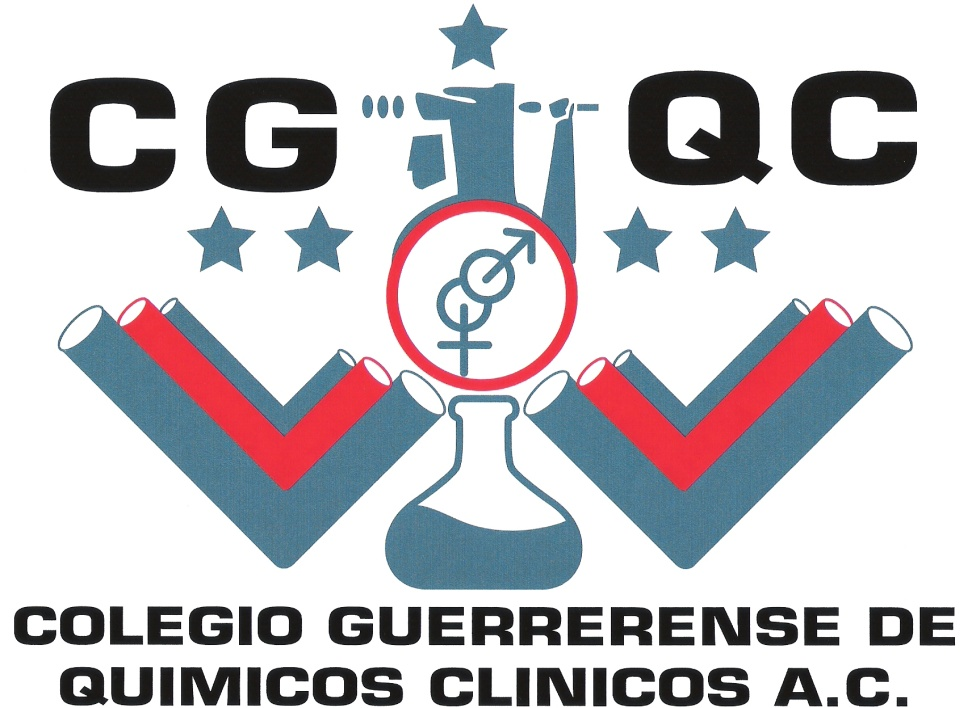 CG QC
COLEGIO GUERRERENSE DE
QUIMICOS CLINICOS A.C.